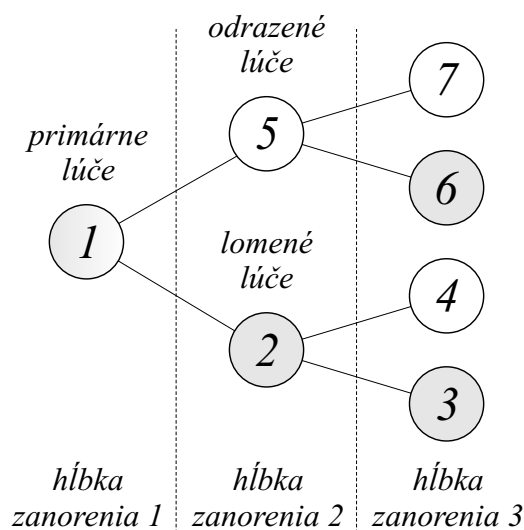 odrazené
lúče
7
primárne
lúče
5
6
1
lomené
lúče
4
2
3
hĺbka
zanorenia 1
hĺbka
zanorenia 2
hĺbka
zanorenia 3